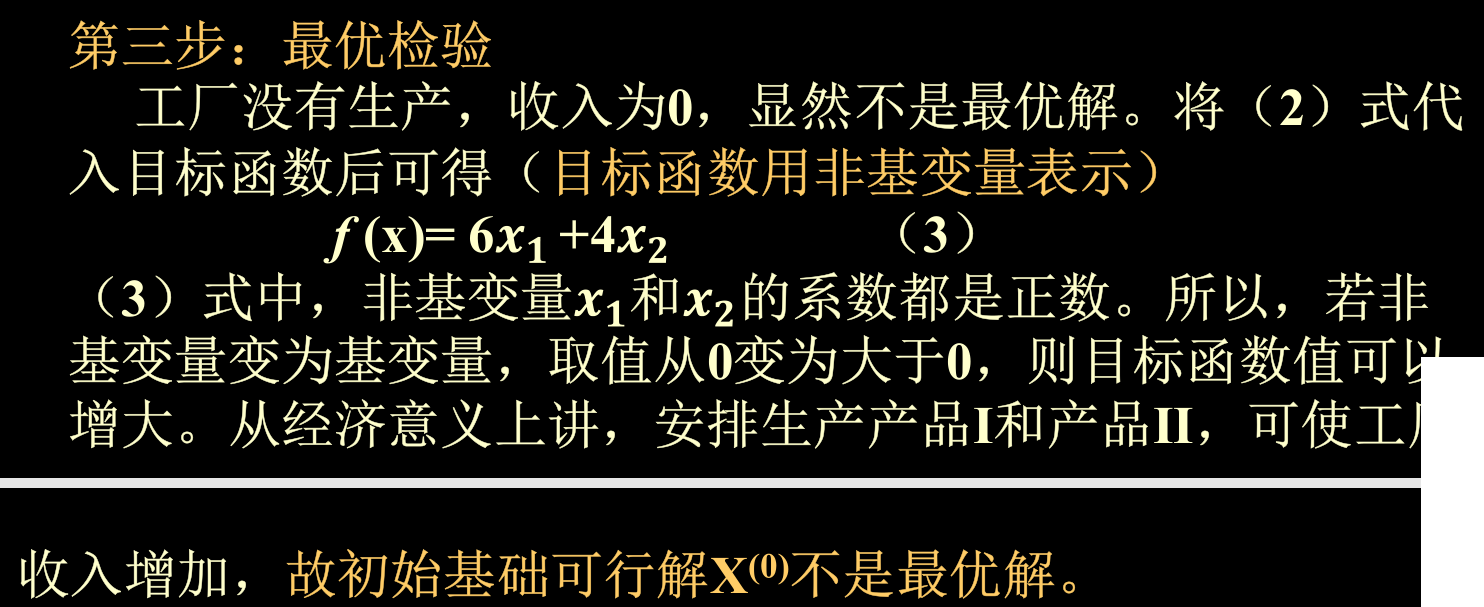 第三步：最优检验
工厂没有生产，收入为0，显然不是最优解。将（2）式代
入目标函数后可得（目标函数用非基变量表示）
f (x)= 6x₁ +4x₂ （3）
（3）式中，非基变量x₁和x₂的系数都是正数。所以，若非
基变量变为基变量，取值从0变为大于0，则目标函数值可以
增大。从经济意义上讲，安排生产产品I和产品II，可使工
收入增加，故初始基础可行解X⁽⁰⁾不是最优解。